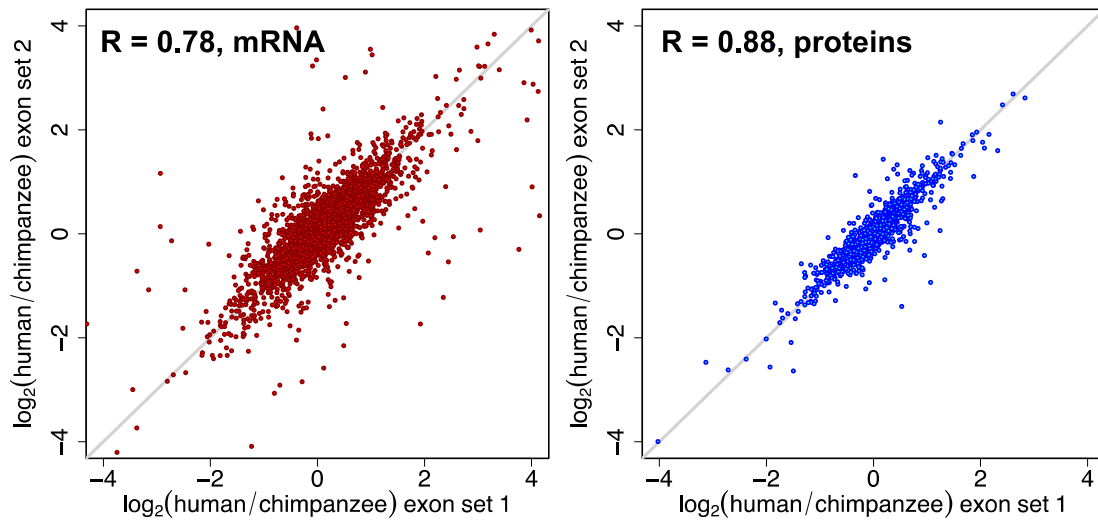 R = 0.78, mRNA
log₂(human/chimpanzee) exon set 2
4
2
0
−2
−4
−4 −2 0 2 4
log₂(human/chimpanzee) exon set 1
R = 0.88, proteins
log₂(human/chimpanzee) exon set 2
4
2
0
−2
−4
−4 −2 0 2 4
log₂(human/chimpanzee) exon set 1